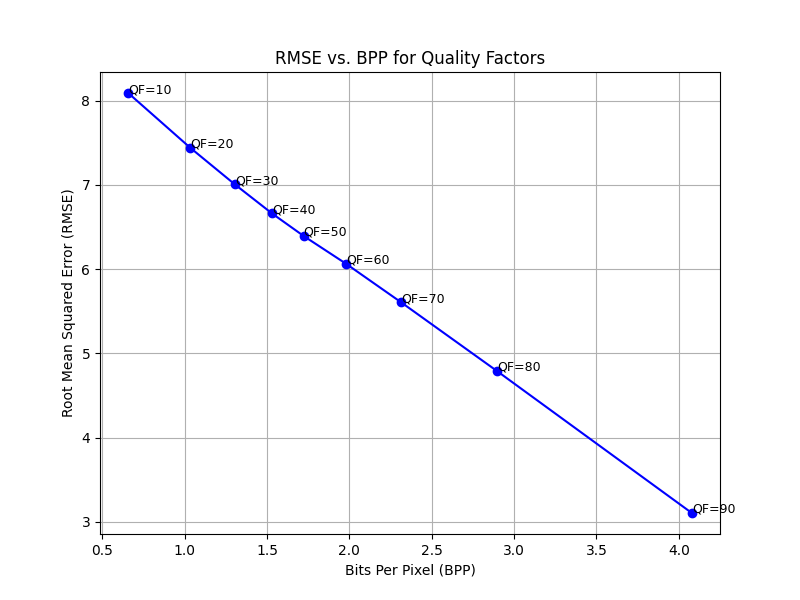 RMSE vs. BPP for Quality Factors
Root Mean Squared Error (RMSE)
8
7
6
5
4
3
QF=10
QF=20
QF=30
QF=40
QF=50
QF=60
QF=70
QF=80
QF=90
0.5 1.0 1.5 2.0 2.5 3.0 3.5 4.0
Bits Per Pixel (BPP)